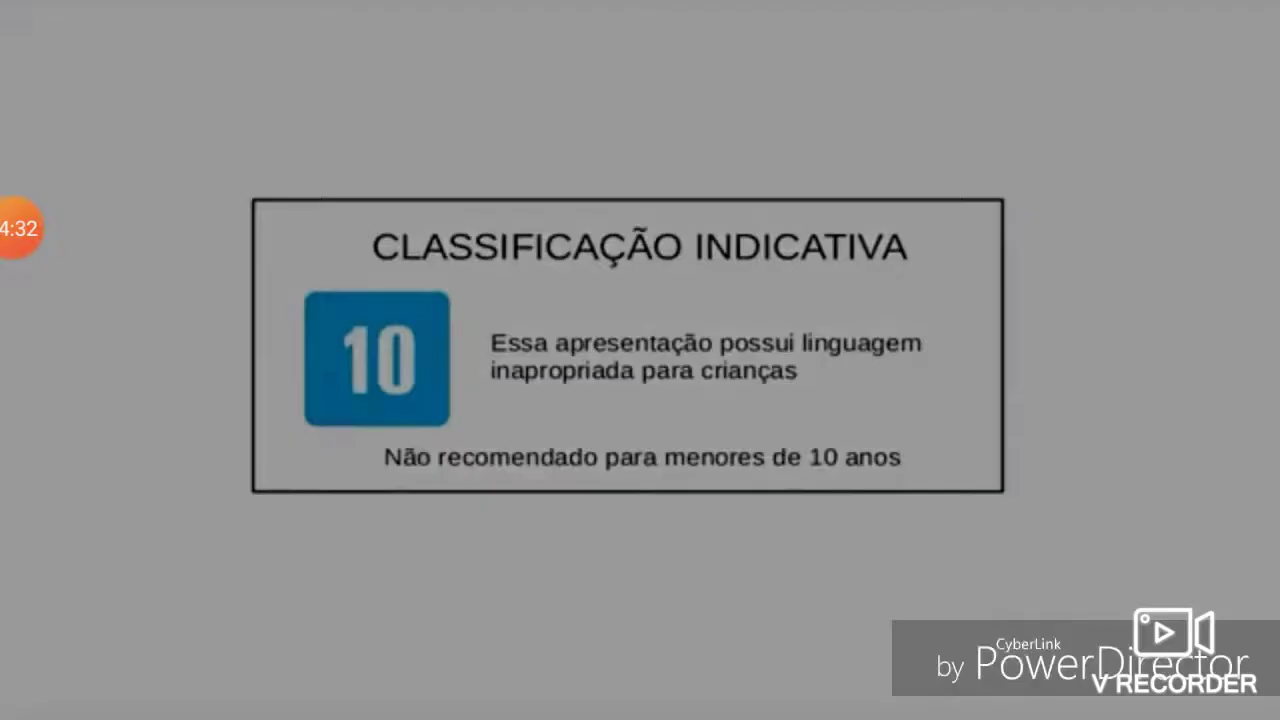 CLASSIFICAÇÃO INDICATIVA
4:32
10
Essa apresentação possui linguagem
inapropriada para crianças
Não recomendado para menores de 10 anos
CyberLink
by PowerDirector
V RECORDER